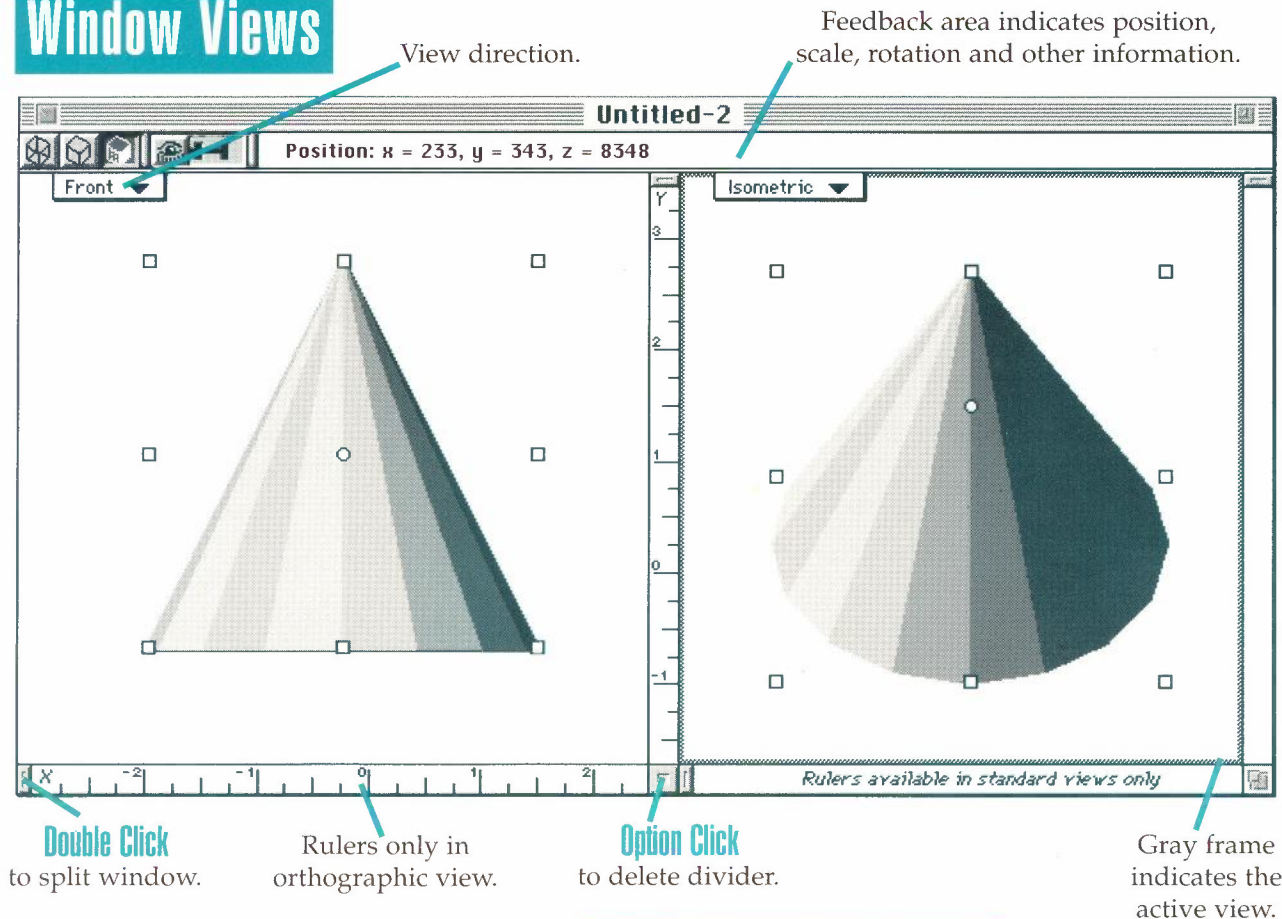 Window Views
View direction.
Feedback area indicates position,
scale, rotation and other information.
Untitled-2
Position: x = 233, y = 343, z = 8348
Front
Isometric
Y
3
2
1
0
-1
X
-2
-1
0
1
2
Rulers available in standard views only
Double Click
to split window.
Rulers only in
orthographic view.
Option Click
to delete divider.
Gray frame
indicates the
active view.